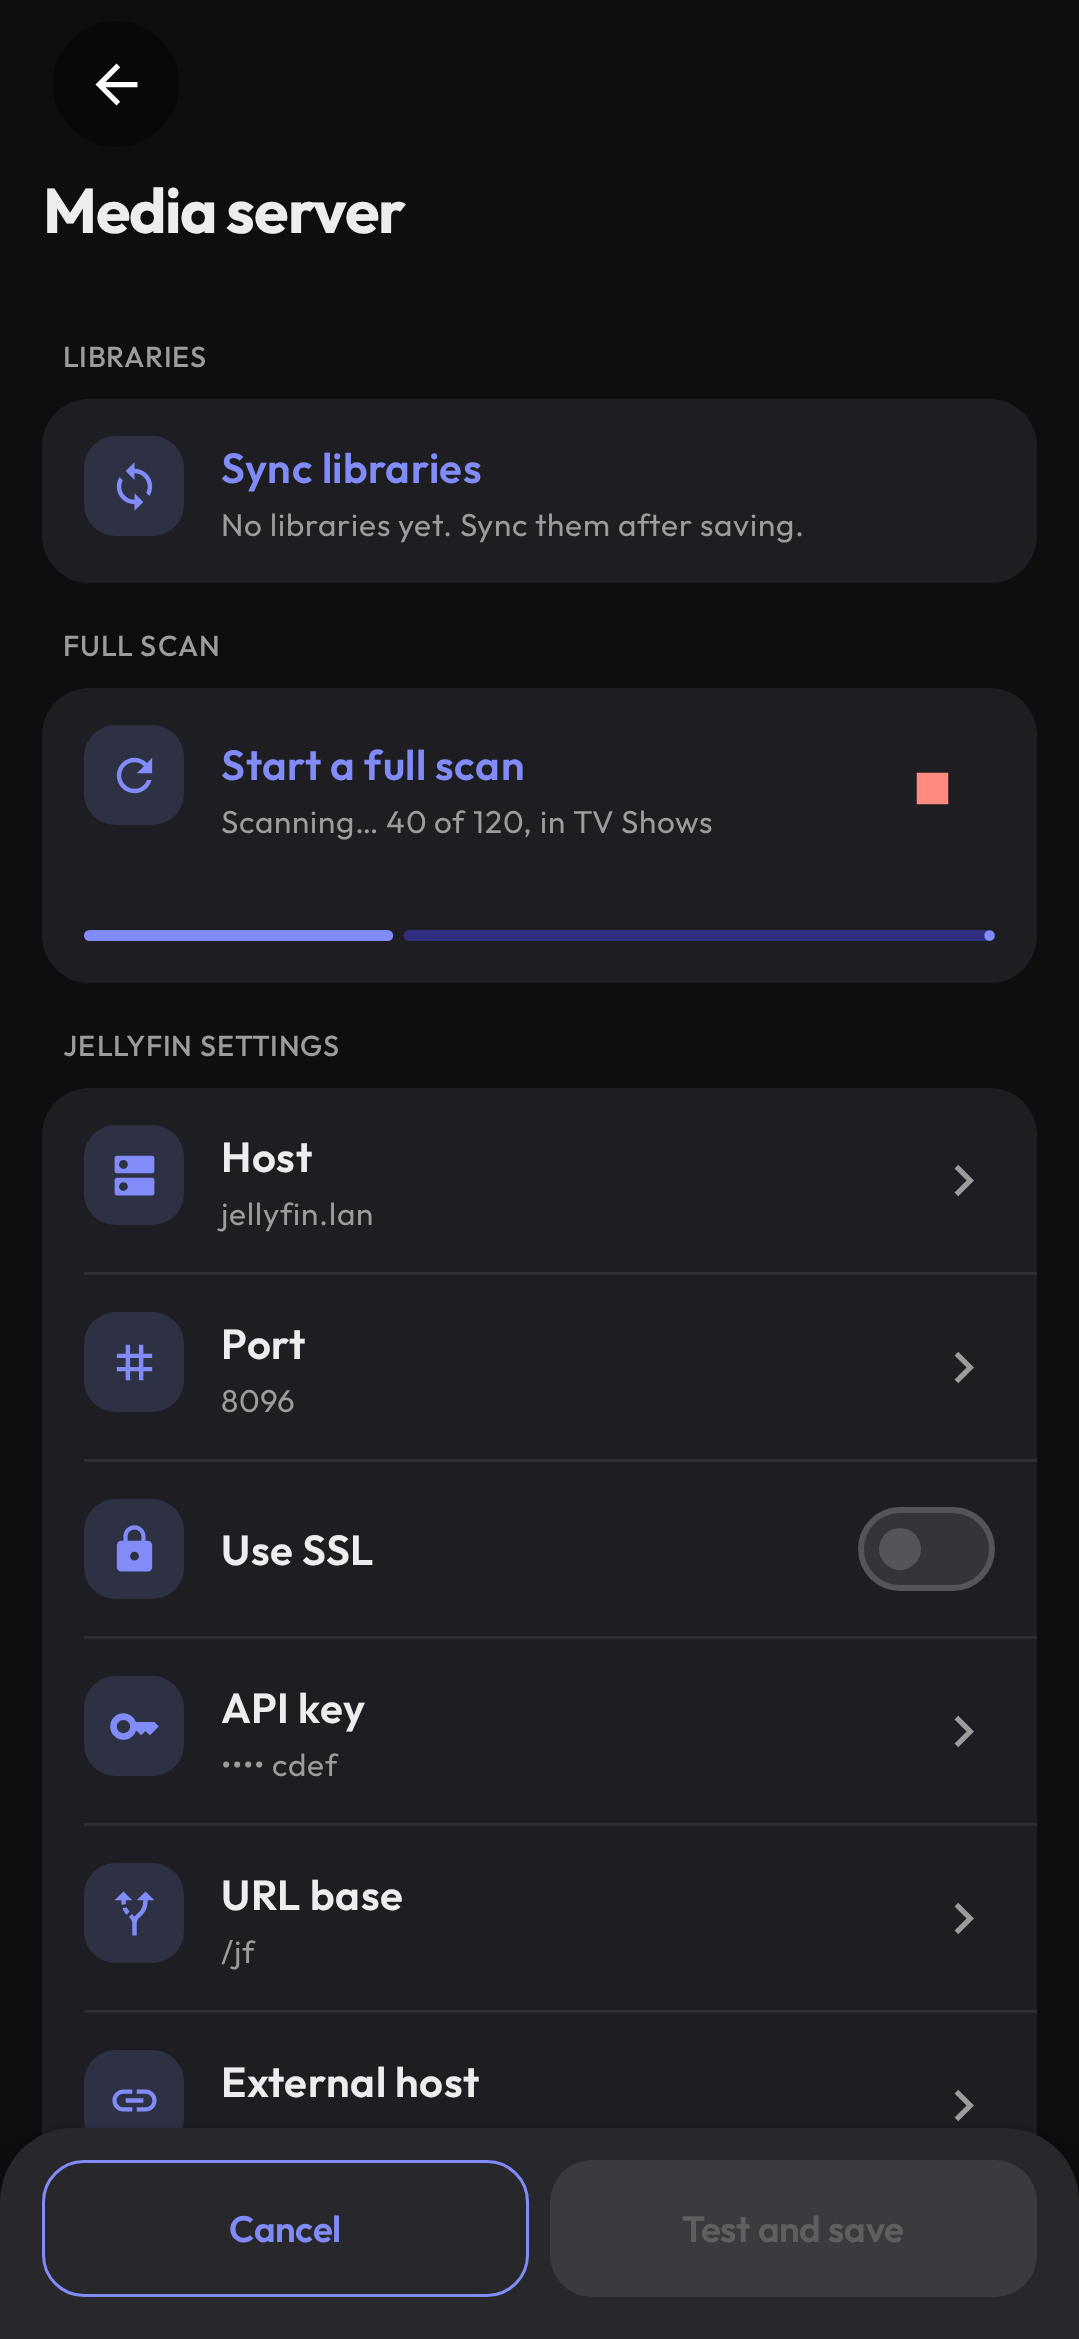 Media server
LIBRARIES
Sync libraries
No libraries yet. Sync them after saving.
FULL SCAN
Start a full scan
Scanning... 40 of 120, in TV Shows
JELLYFIN SETTINGS
Host
jellyfin.lan
Port
8096
Use SSL
API key
•••• cdef
URL base
/jf
External host
Cancel
Test and save